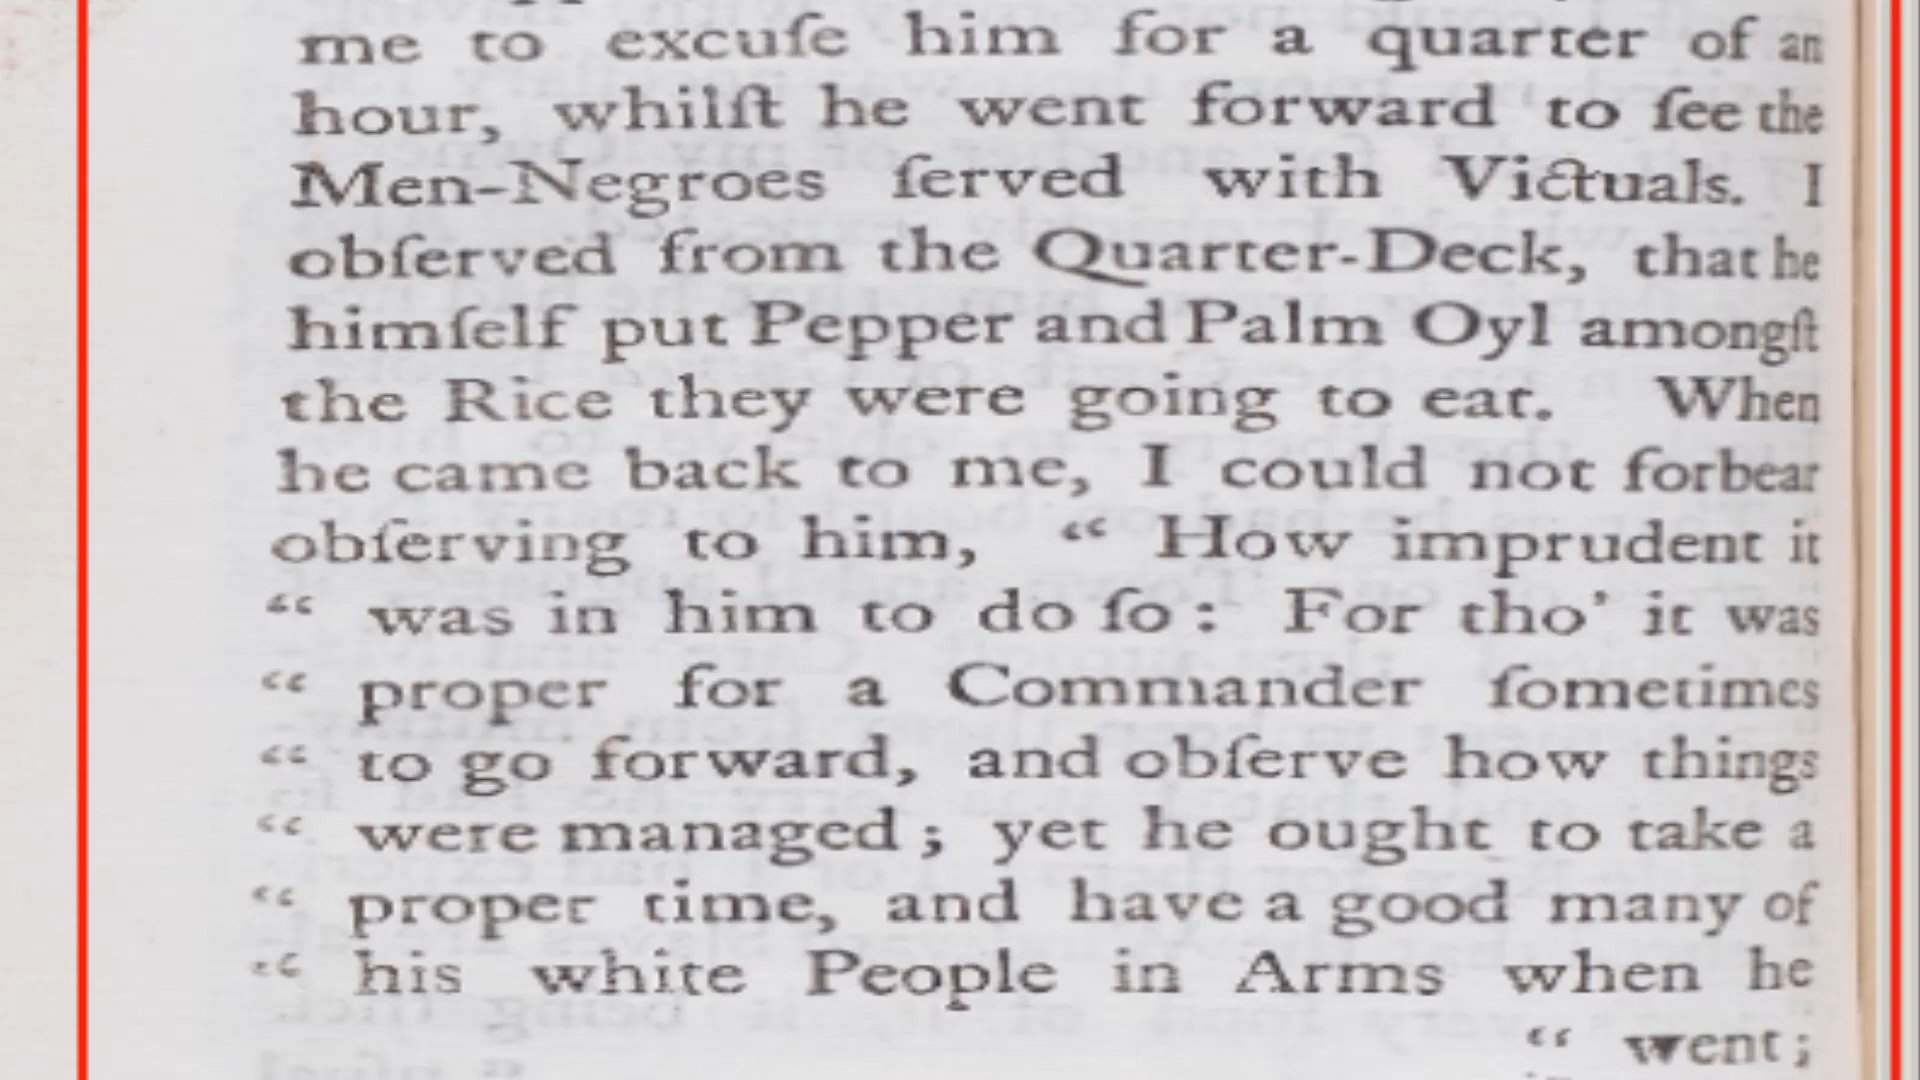 me to excuſe him for a quarter of an
hour, whilſt he went forward to ſee the
Men-Negroes ſerved with Victuals. I
obſerved from the Quarter-Deck, that he
himſelf put Pepper and Palm Oyl amongſt
the Rice they were going to eat. When
he came back to me, I could not forbear
obſerving to him, “ How imprudent it
“ was in him to do ſo : For tho’ it was
“ proper for a Commander ſometimes
“ to go forward, and obſerve how things
“ were managed ; yet he ought to take a
“ proper time, and have a good many of
“ his white People in Arms when he
“ went ;